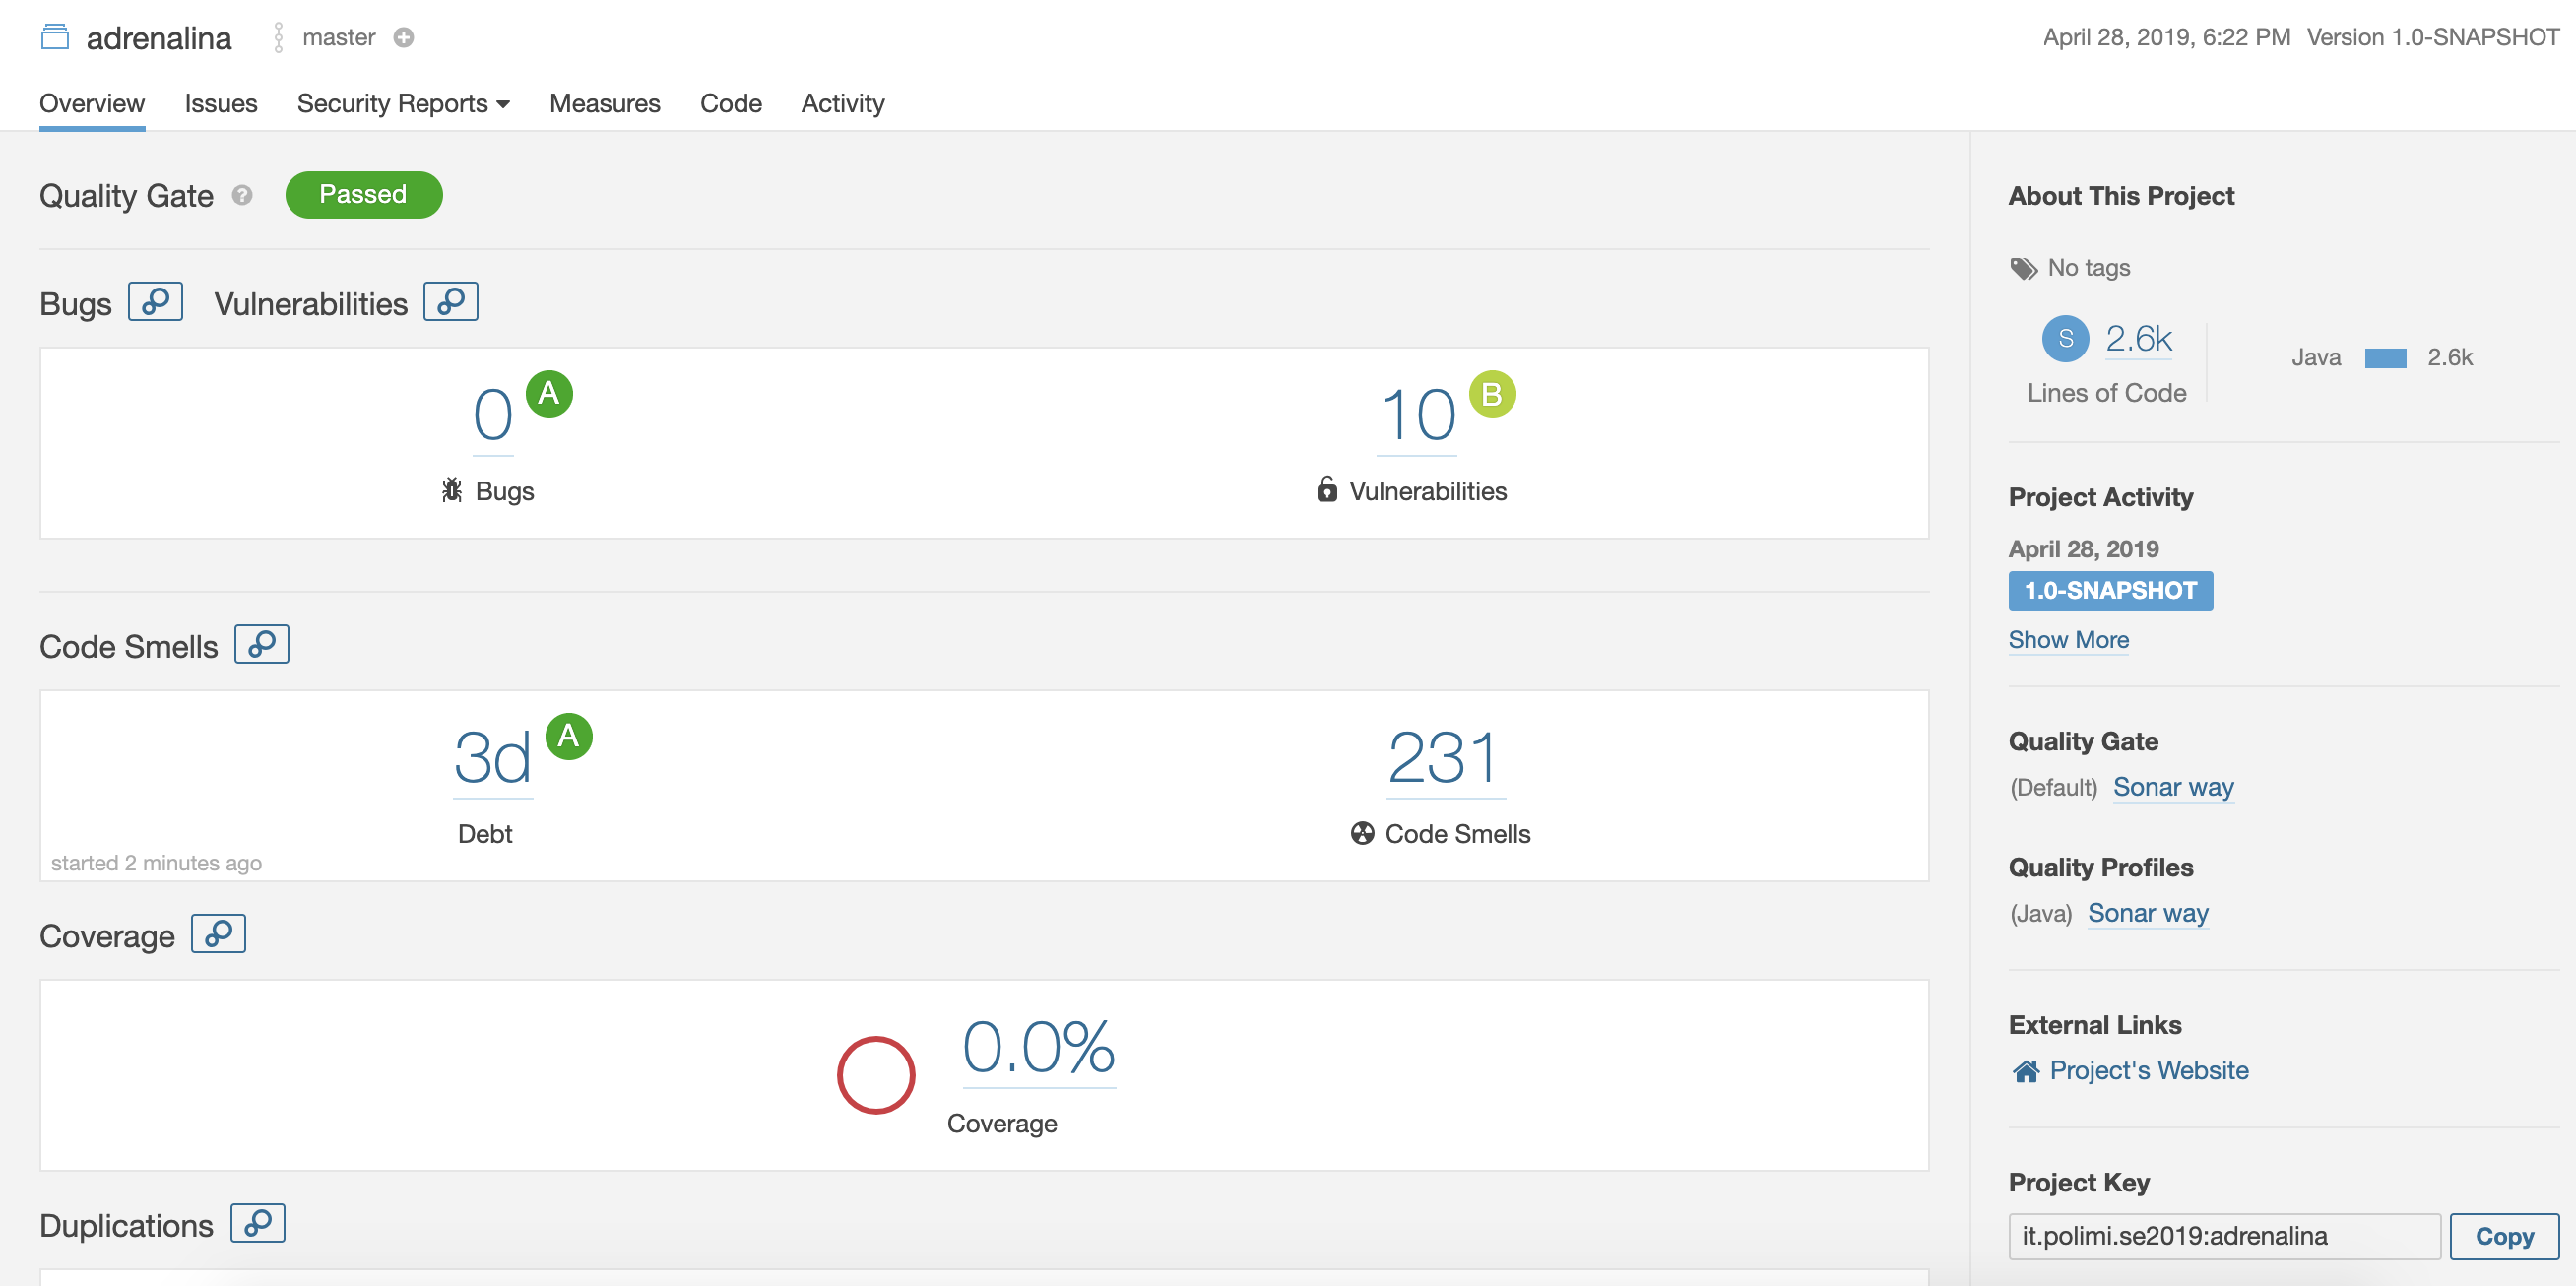 adrenalina master
April 28, 2019, 6:22 PM Version 1.0-SNAPSHOT
Overview Issues Security Reports Measures Code Activity
Quality Gate ? Passed
Bugs Vulnerabilities
0 A
Bugs
10 B
Vulnerabilities
Code Smells
3d A
Debt
231
Code Smells
started 2 minutes ago
Coverage
0.0%
Coverage
Duplications
About This Project
No tags
S 2.6k
Lines of Code
Java 2.6k
Project Activity
April 28, 2019
1.0-SNAPSHOT
Show More
Quality Gate
(Default) Sonar way
Quality Profiles
(Java) Sonar way
External Links
Project's Website
Project Key
it.polimi.se2019:adrenalina Copy